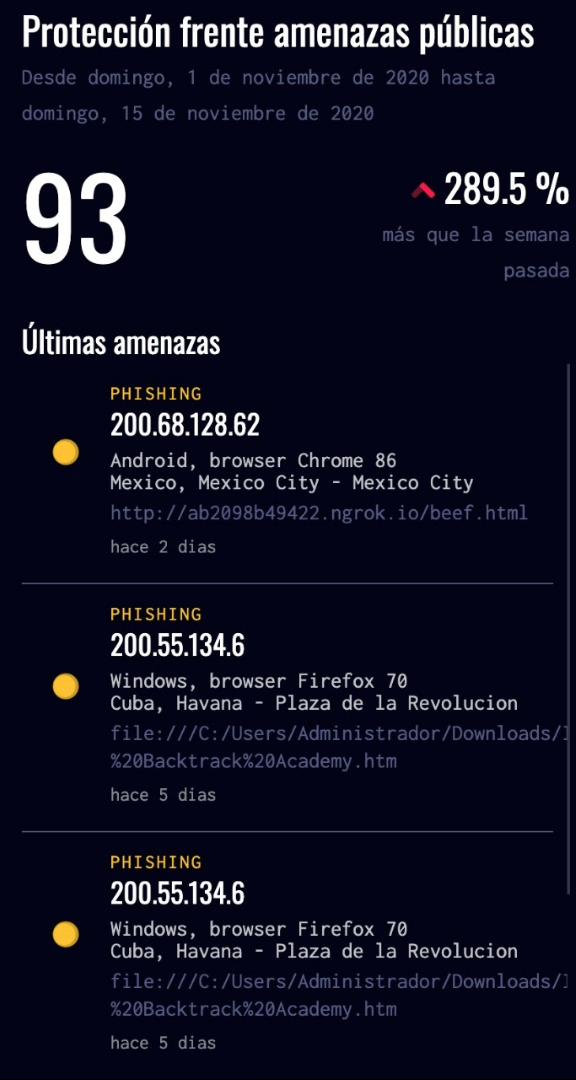 Protección frente amenazas públicas
Desde domingo, 1 de noviembre de 2020 hasta
domingo, 15 de noviembre de 2020
93
289.5 %
más que la semana
pasada
Últimas amenazas
PHISHING
200.68.128.62
Android, browser Chrome 86
Mexico, Mexico City - Mexico City
http://ab2098b49422.ngrok.io/beef.html
hace 2 dias
PHISHING
200.55.134.6
Windows, browser Firefox 70
Cuba, Havana - Plaza de la Revolucion
file:///C:/Users/Administrador/Downloads/
%20Backtrack%20Academy.htm
hace 5 dias
PHISHING
200.55.134.6
Windows, browser Firefox 70
Cuba, Havana - Plaza de la Revolucion
file:///C:/Users/Administrador/Downloads/
%20Backtrack%20Academy.htm
hace 5 dias